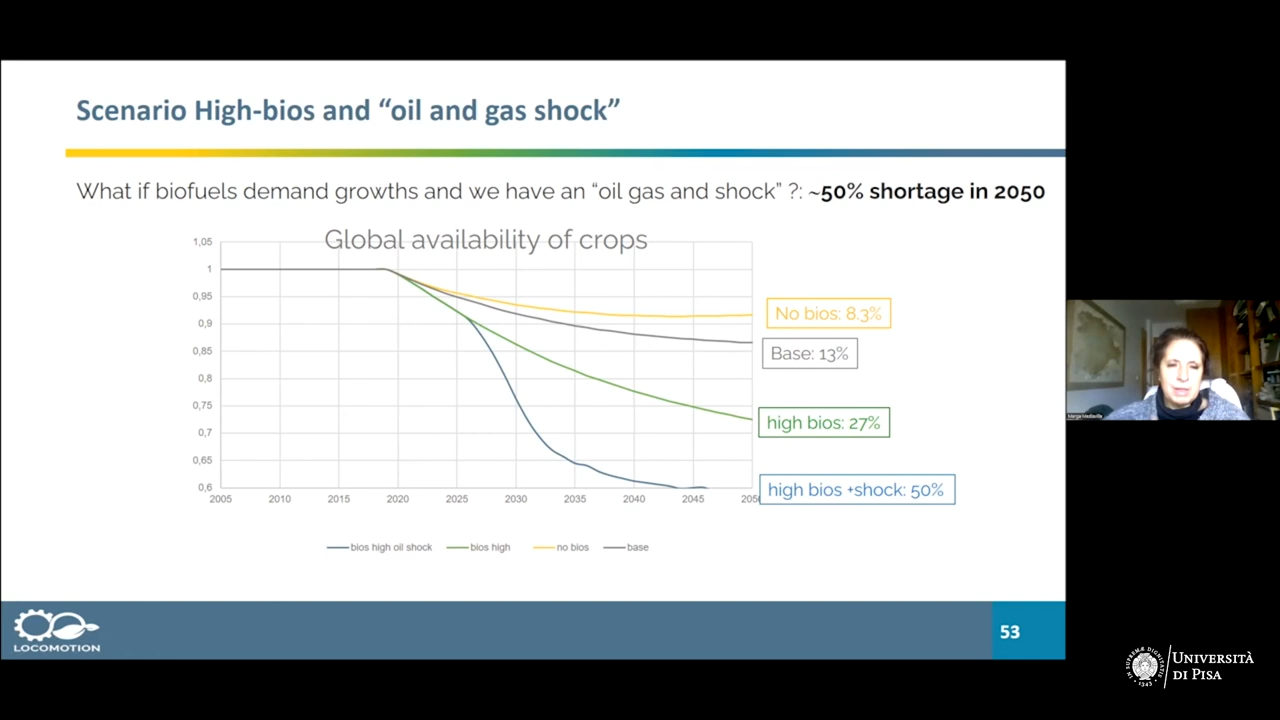 Scenario High-bios and “oil and gas shock”
What if biofuels demand growths and we have an “oil gas and shock” ?: ~50% shortage in 2050
Global availability of crops
1,05
1
0,95
0,9
0,85
0,8
0,75
0,7
0,65
0,6
2005 2010 2015 2020 2025 2030 2035 2040 2045 205
No bios: 8.3%
Base: 13%
high bios: 27%
high bios +shock: 50%
bios high oil shock bios high no bios base
LOCOMOTION
53
Marga Mediavilla
UNIVERSITÀ
DI PISA
1343